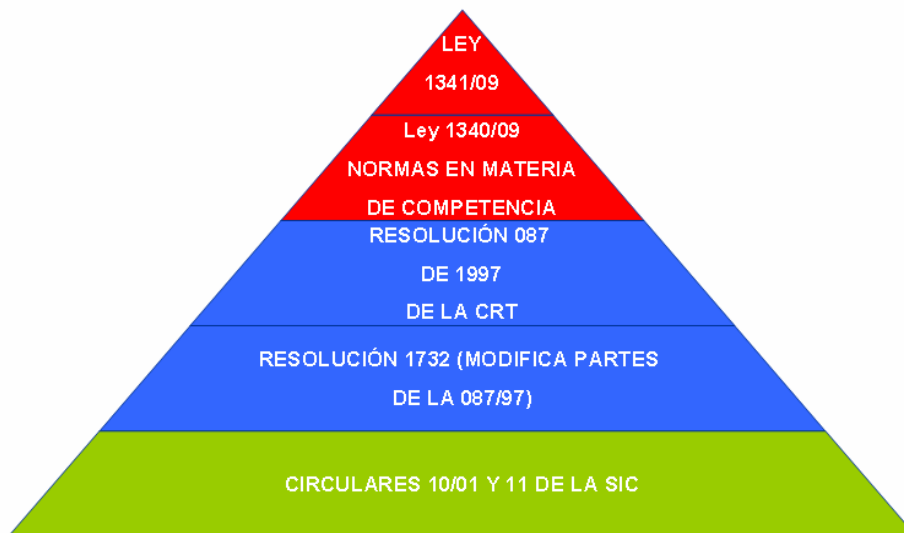 LEY
1341/09
Ley 1340/09
NORMAS EN MATERIA
DE COMPETENCIA
RESOLUCIÓN 087
DE 1997
DE LA CRT
RESOLUCIÓN 1732 (MODIFICA PARTES
DE LA 087/97)
CIRCULARES 10/01 Y 11 DE LA SIC